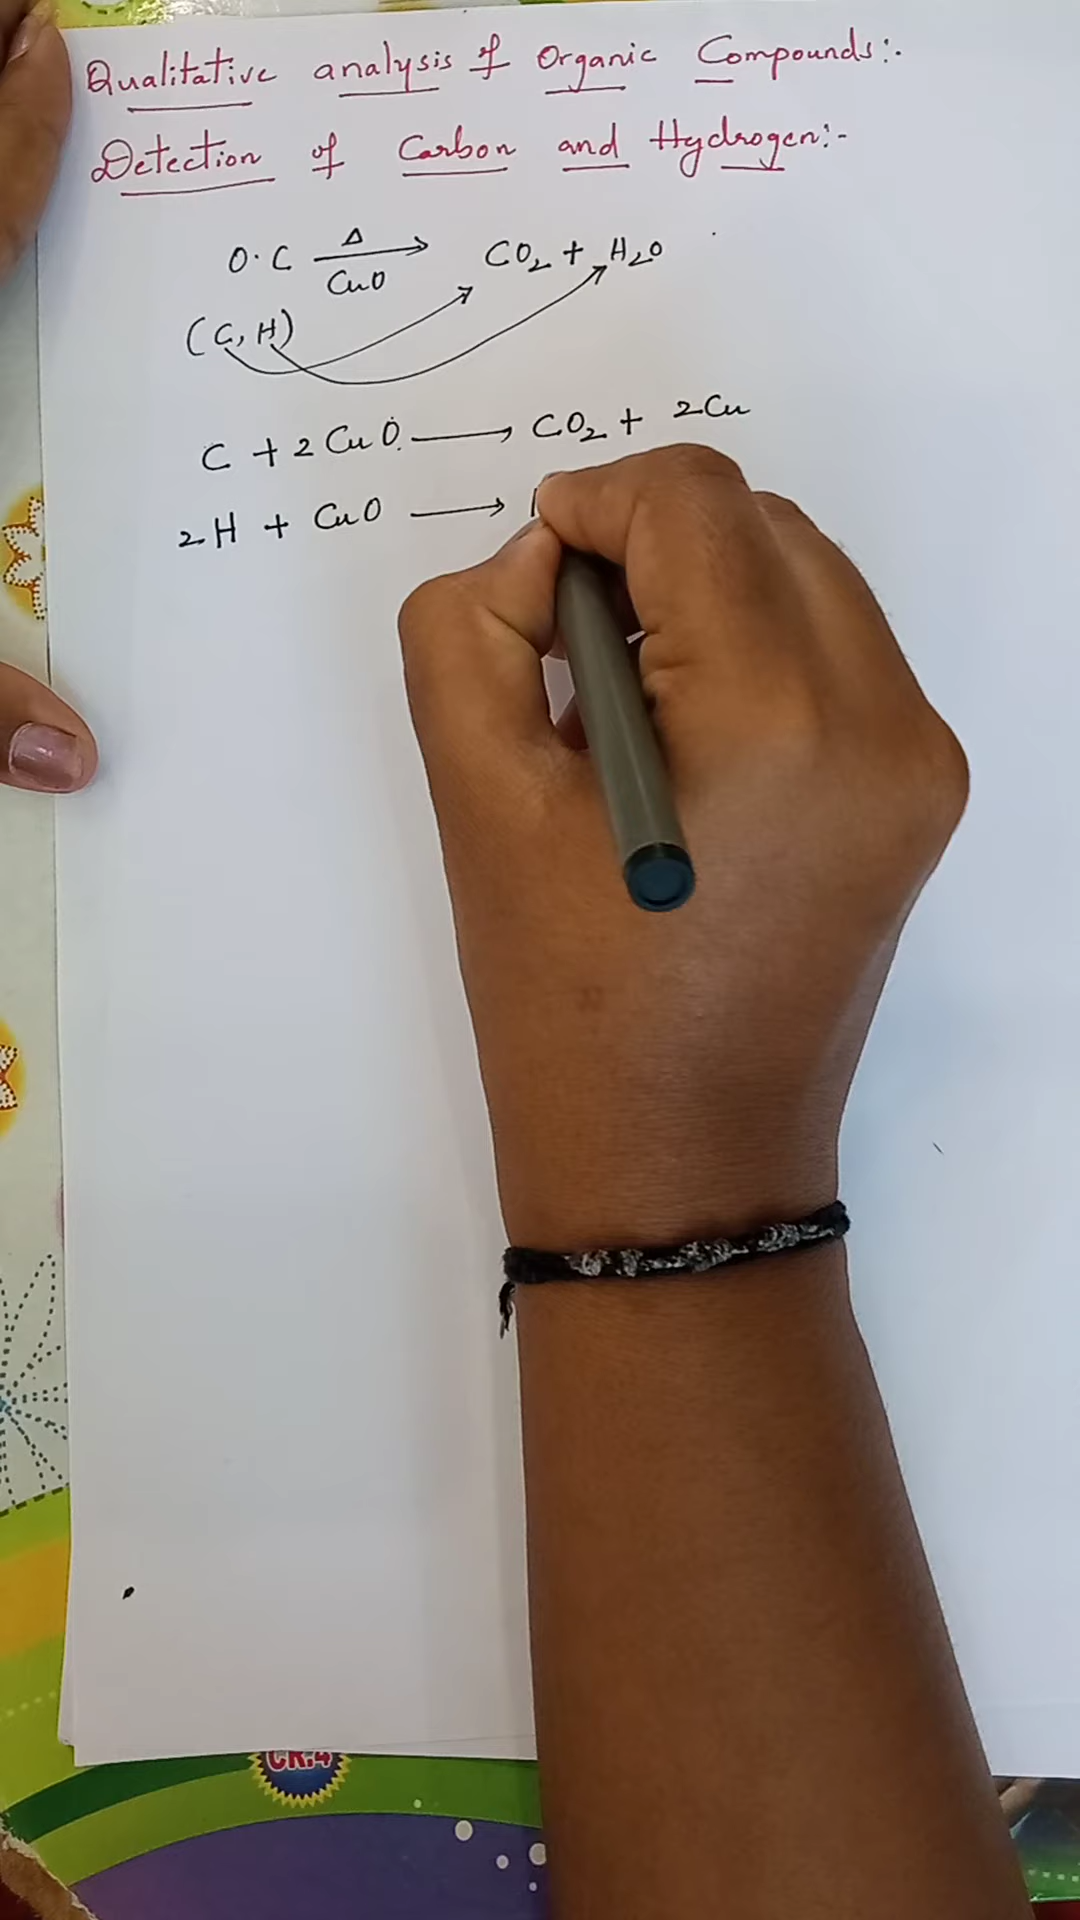 Qualitative analysis of Organic Compounds:-
Detection of Carbon and Hydrogen:-
O.C —Δ/CuO→ CO₂ + H₂O
(C, H)
C + 2CuO ⟶ CO₂ + 2Cu
2H + CuO ⟶
CR.4